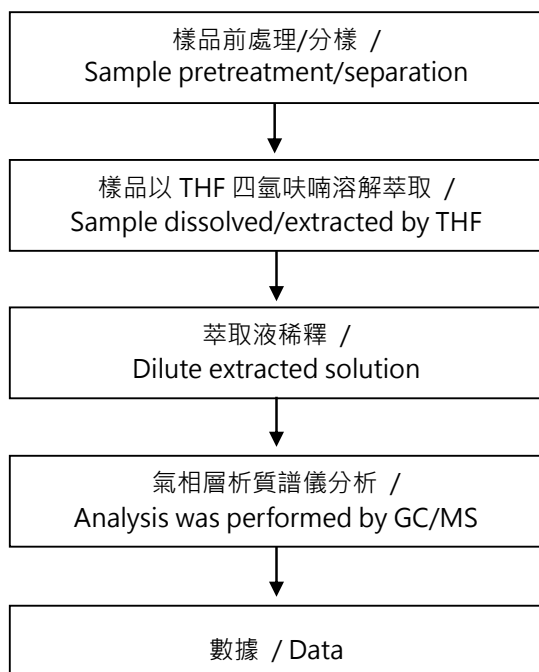 樣品前處理/分樣 /
Sample pretreatment/separation
樣品以 THF 四氫呋喃溶解萃取 /
Sample dissolved/extracted by THF
萃取液稀釋 /
Dilute extracted solution
氣相層析質譜儀分析 /
Analysis was performed by GC/MS
數據 / Data